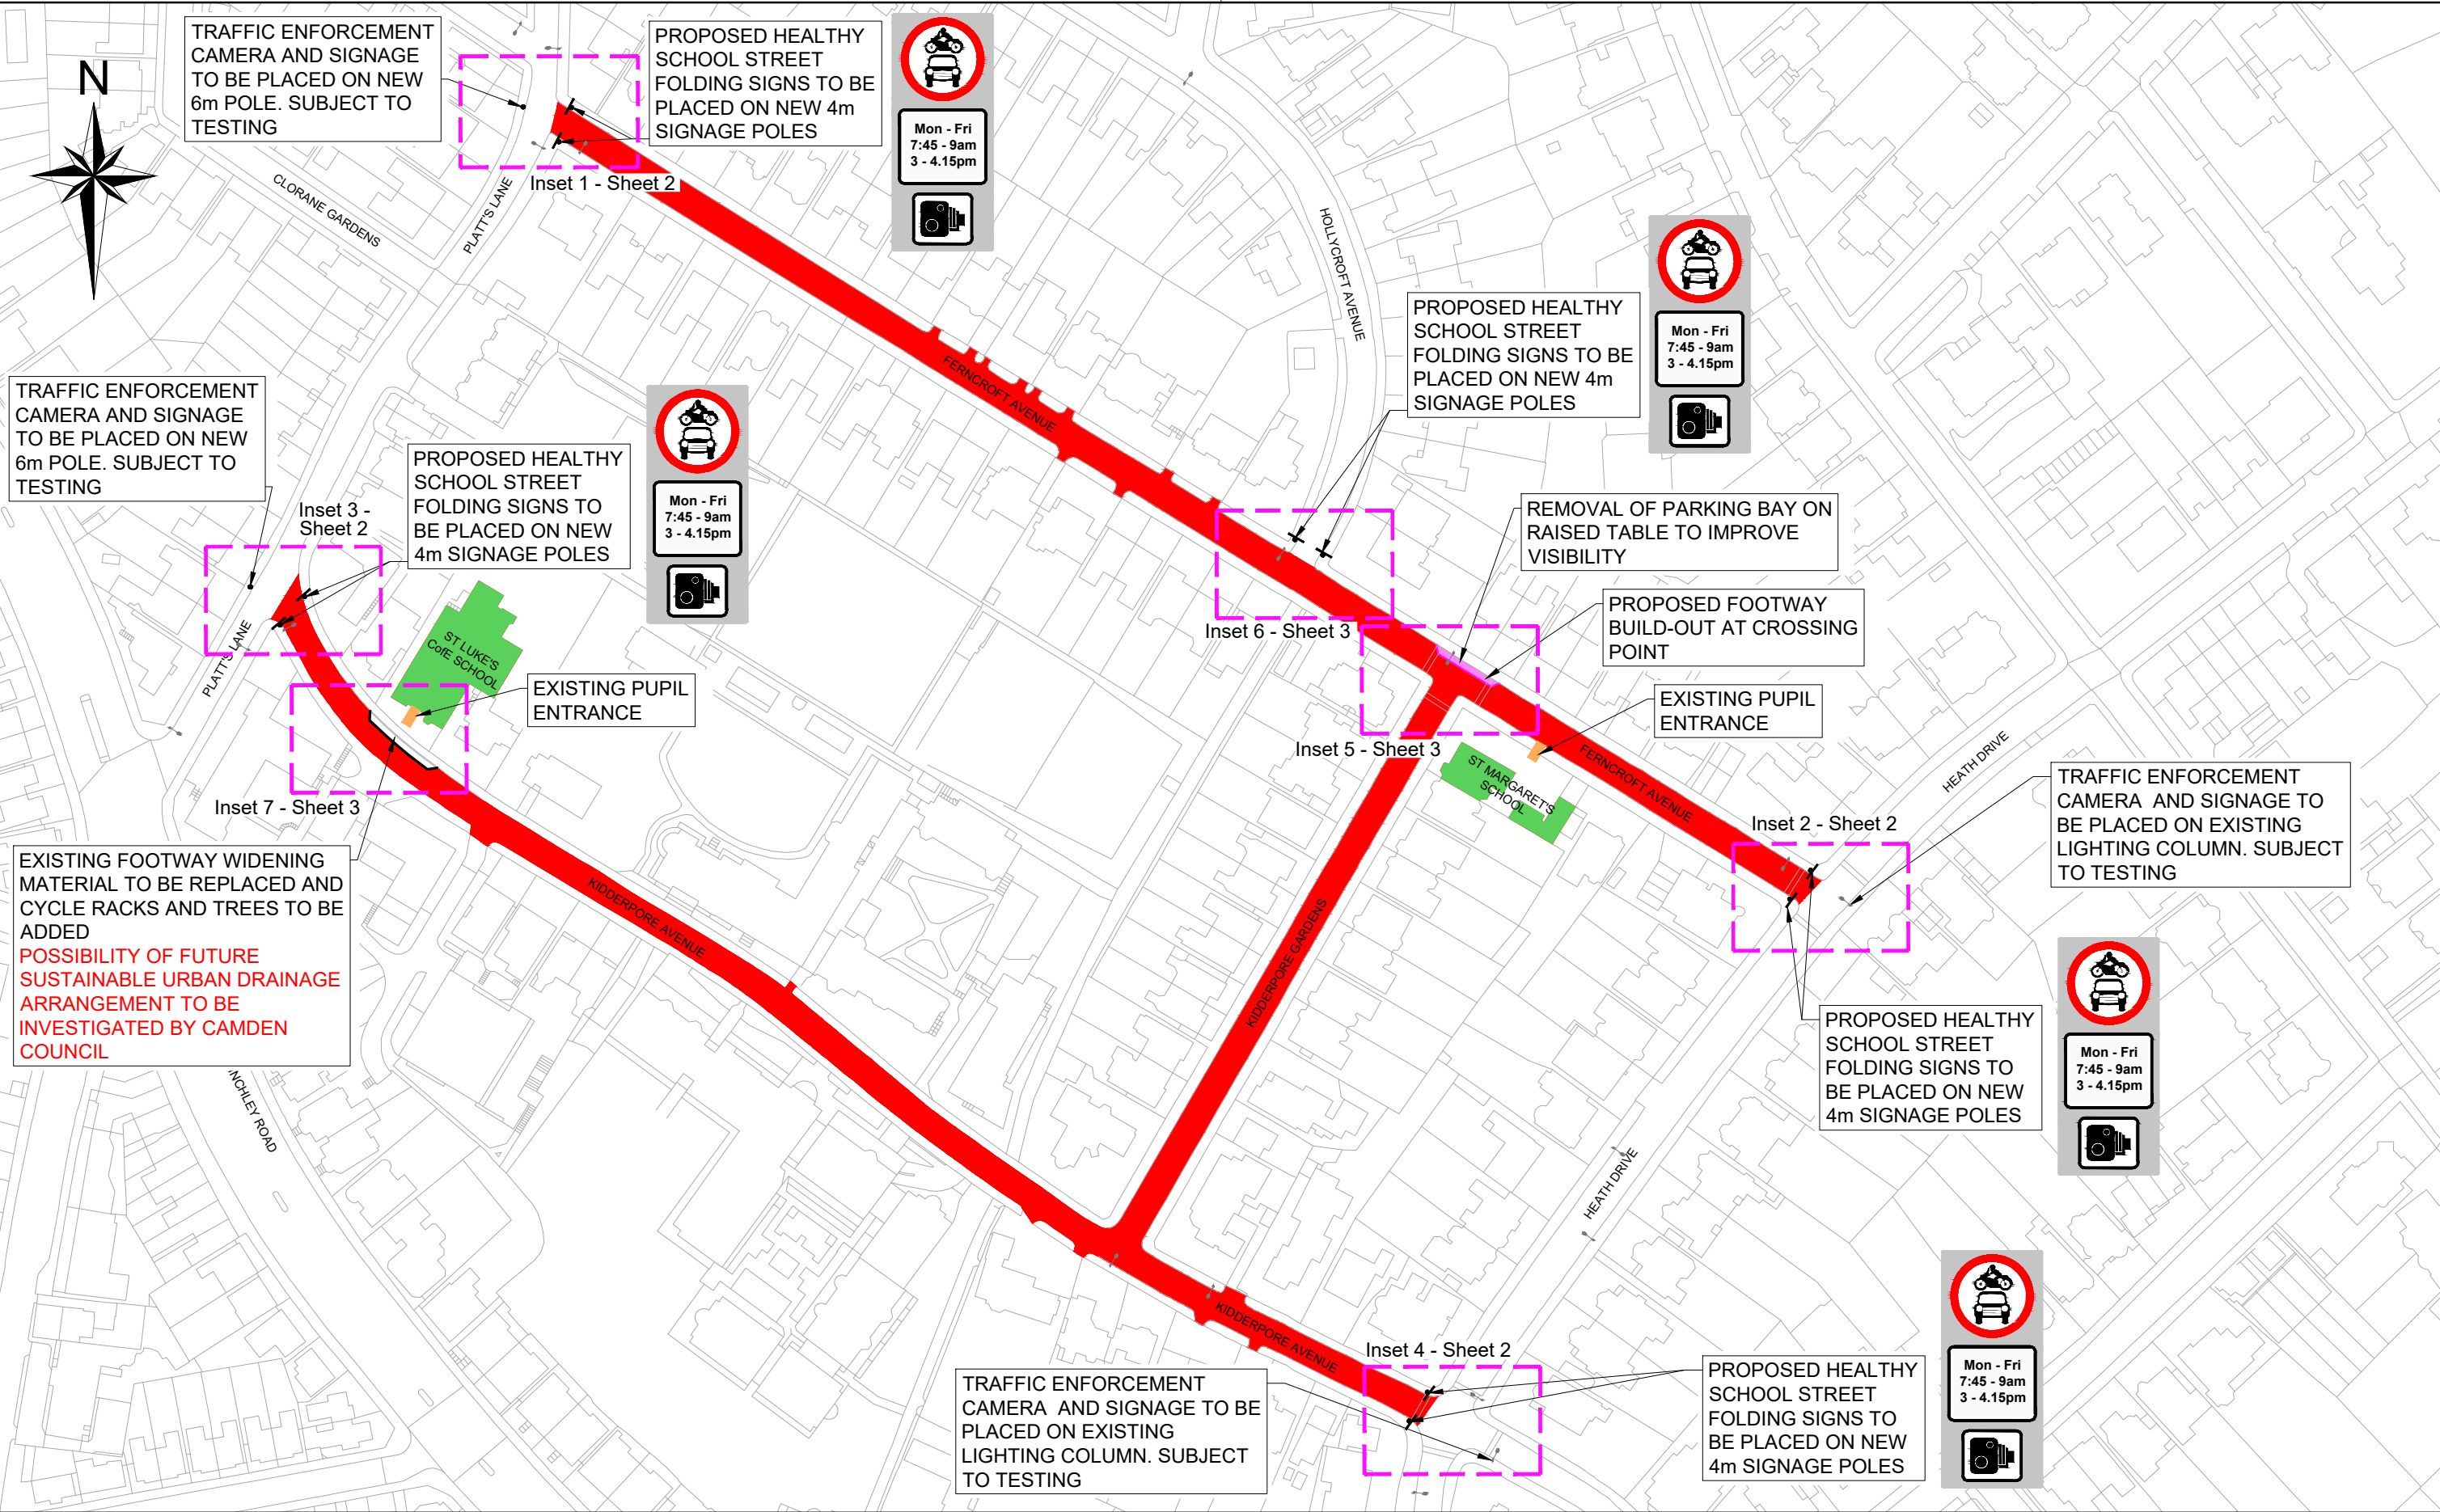 TRAFFIC ENFORCEMENT
CAMERA AND SIGNAGE
TO BE PLACED ON NEW
6m POLE. SUBJECT TO
TESTING
PROPOSED HEALTHY
SCHOOL STREET
FOLDING SIGNS TO BE
PLACED ON NEW 4m
SIGNAGE POLES
Mon - Fri
7:45 - 9am
3 - 4.15pm
N
Inset 1 - Sheet 2
CLORANE GARDENS
PLATT'S LANE
HOLLYCROFT AVENUE
Mon - Fri
7:45 - 9am
3 - 4.15pm
PROPOSED HEALTHY
SCHOOL STREET
FOLDING SIGNS TO BE
PLACED ON NEW 4m
SIGNAGE POLES
FERNCROFT AVENUE
TRAFFIC ENFORCEMENT
CAMERA AND SIGNAGE
TO BE PLACED ON NEW
6m POLE. SUBJECT TO
TESTING
PROPOSED HEALTHY
SCHOOL STREET
FOLDING SIGNS TO
BE PLACED ON NEW
4m SIGNAGE POLES
Mon - Fri
7:45 - 9am
3 - 4.15pm
Inset 3 -
Sheet 2
REMOVAL OF PARKING BAY ON
RAISED TABLE TO IMPROVE
VISIBILITY
PROPOSED FOOTWAY
BUILD-OUT AT CROSSING
POINT
Inset 6 - Sheet 3
PLATT'S LANE
ST LUKE'S
CofE SCHOOL
EXISTING PUPIL
ENTRANCE
EXISTING PUPIL
ENTRANCE
Inset 5 - Sheet 3
ST MARGARET'S
SCHOOL
FERNCROFT AVENUE
HEATH DRIVE
Inset 7 - Sheet 3
Inset 2 - Sheet 2
TRAFFIC ENFORCEMENT
CAMERA AND SIGNAGE TO
BE PLACED ON EXISTING
LIGHTING COLUMN. SUBJECT
TO TESTING
EXISTING FOOTWAY WIDENING
MATERIAL TO BE REPLACED AND
CYCLE RACKS AND TREES TO BE
ADDED
POSSIBILITY OF FUTURE
SUSTAINABLE URBAN DRAINAGE
ARRANGEMENT TO BE
INVESTIGATED BY CAMDEN
COUNCIL
KIDDERPORE AVENUE
KIDDERPORE GARDENS
PROPOSED HEALTHY
SCHOOL STREET
FOLDING SIGNS TO
BE PLACED ON NEW
4m SIGNAGE POLES
Mon - Fri
7:45 - 9am
3 - 4.15pm
NCHLEY ROAD
HEATH DRIVE
KIDDERPORE AVENUE
Inset 4 - Sheet 2
TRAFFIC ENFORCEMENT
CAMERA AND SIGNAGE TO BE
PLACED ON EXISTING
LIGHTING COLUMN. SUBJECT
TO TESTING
PROPOSED HEALTHY
SCHOOL STREET
FOLDING SIGNS TO
BE PLACED ON NEW
4m SIGNAGE POLES
Mon - Fri
7:45 - 9am
3 - 4.15pm